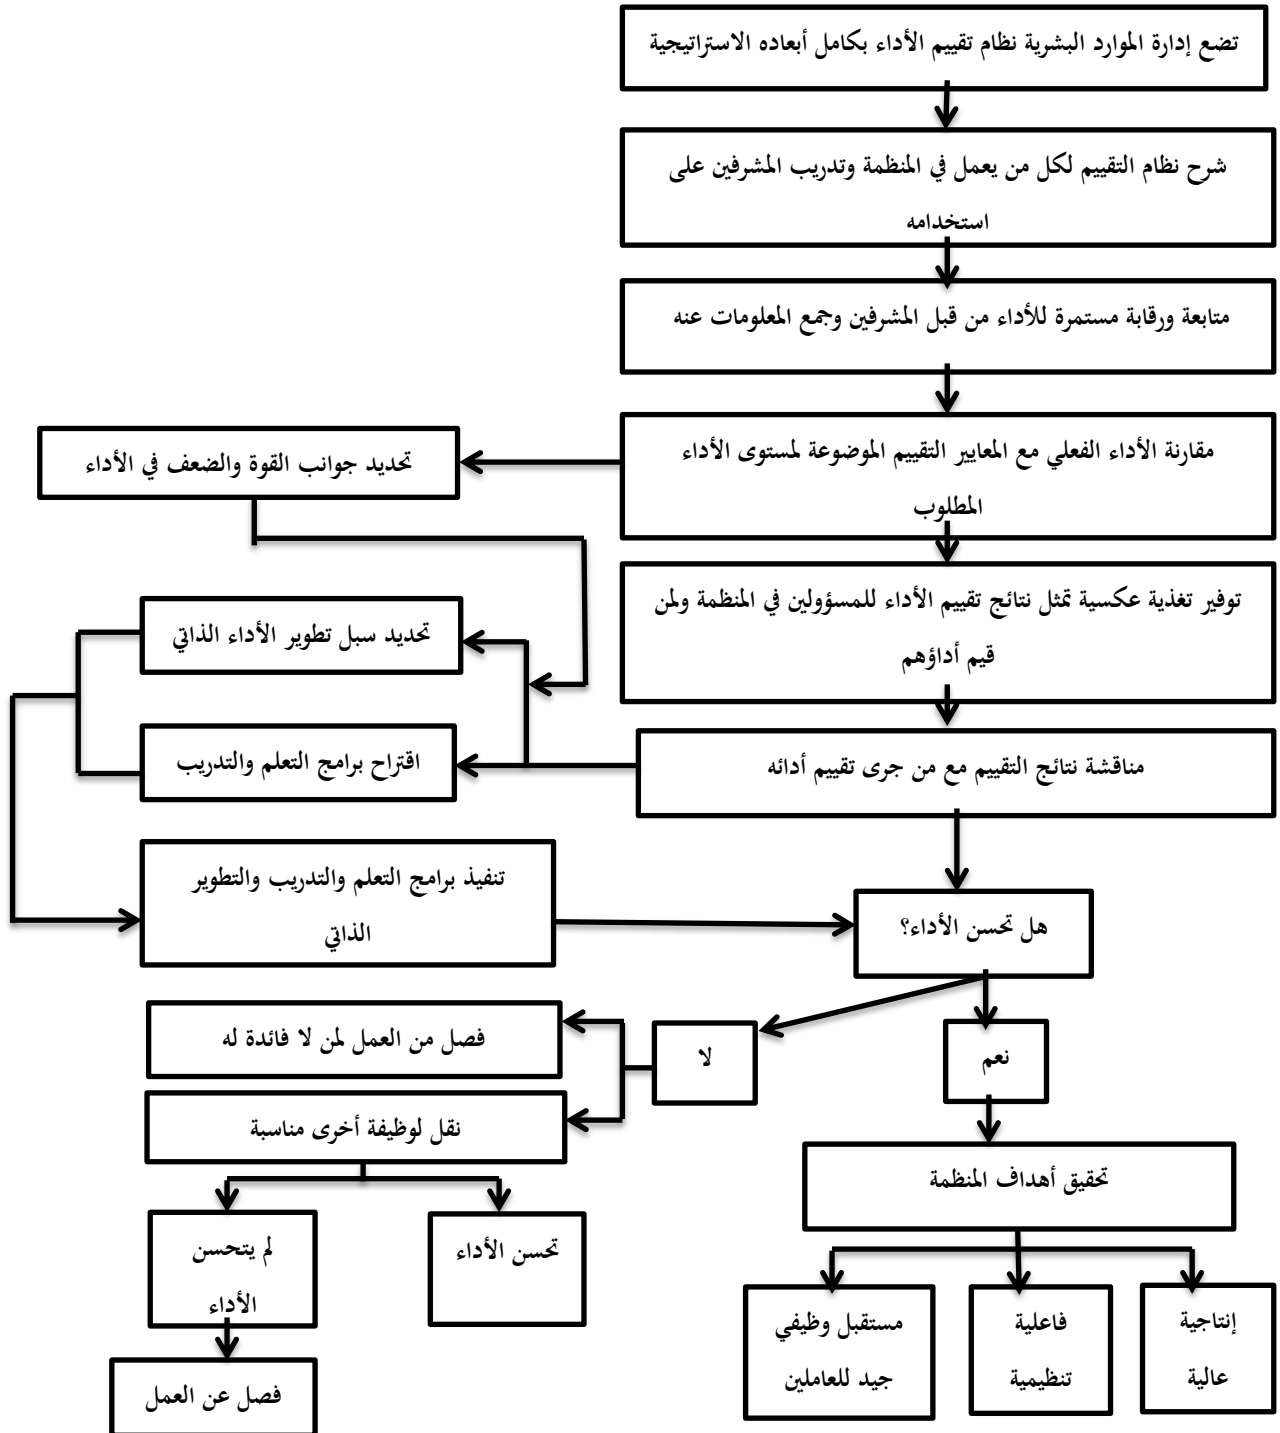 تضع إدارة الموارد البشرية نظام تقييم الأداء بكامل أبعاده الاستراتيجية
شرح نظام التقييم لكل من يعمل في المنظمة وتدريب المشرفين على
استخدامه
متابعة ورقابة مستمرة للأداء من قبل المشرفين وجمع المعلومات عنه
مقارنة الأداء الفعلي مع المعايير التقييم الموضوعة لمستوى الأداء
المطلوب
تحديد جوانب القوة والضعف في الأداء
توفير تغذية عكسية تمثل نتائج تقييم الأداء للمسؤولين في المنظمة ولمن
قيم أداؤهم
تحديد سبل تطوير الأداء الذاتي
مناقشة نتائج التقييم مع من جرى تقييم أدائه
اقتراح برامج التعلم والتدريب
تنفيذ برامج التعلم والتدريب والتطوير
الذاتي
هل تحسن الأداء؟
نعم
لا
فصل من العمل لمن لا فائدة له
نقل لوظيفة أخرى مناسبة
تحقيق أهداف المنظمة
تحسن الأداء
لم يتحسن
الأداء
إنتاجية
عالية
فاعلية
تنظيمية
مستقبل وظيفي
جيد للعاملين
فصل عن العمل